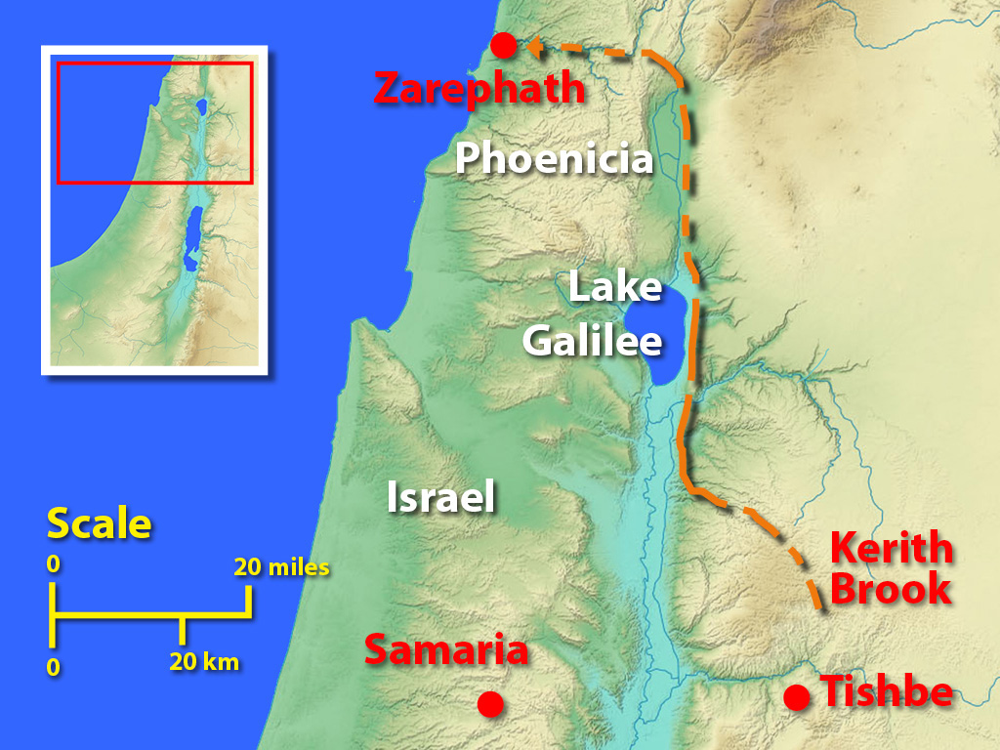 Zarephath
Phoenicia
Lake
Galilee
Israel
Scale
0
20 miles
0
20 km
Kerith
Brook
Samaria
Tishbe